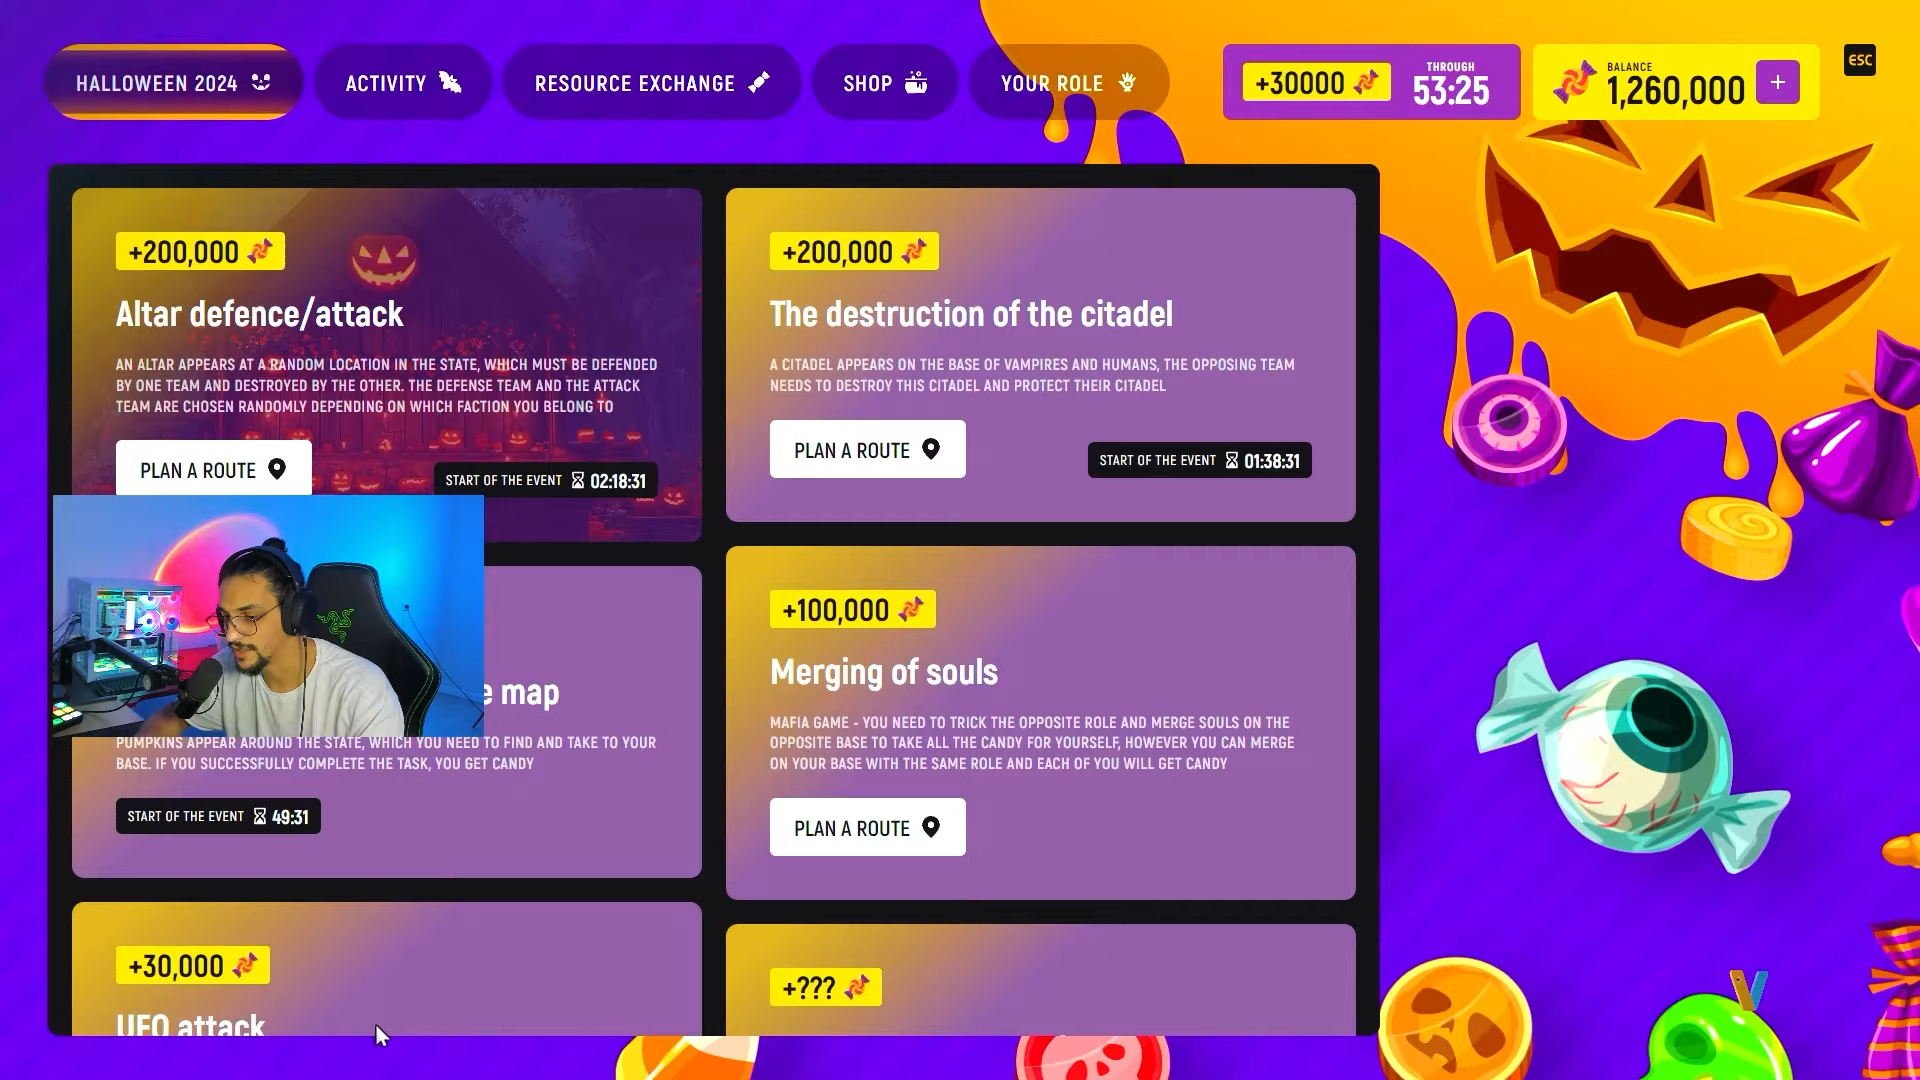 HALLOWEEN 2024
ACTIVITY
RESOURCE EXCHANGE
SHOP
YOUR ROLE
+30000
THROUGH
53:25
BALANCE
1,260,000
+
ESC
+200,000
Altar defence/attack
AN ALTAR APPEARS AT A RANDOM LOCATION IN THE STATE, WHICH MUST BE DEFENDED
BY ONE TEAM AND DESTROYED BY THE OTHER. THE DEFENSE TEAM AND THE ATTACK
TEAM ARE CHOSEN RANDOMLY DEPENDING ON WHICH FACTION YOU BELONG TO
PLAN A ROUTE
START OF THE EVENT 02:18:31
+200,000
The destruction of the citadel
A CITADEL APPEARS ON THE BASE OF VAMPIRES AND HUMANS, THE OPPOSING TEAM
NEEDS TO DESTROY THIS CITADEL AND PROTECT THEIR CITADEL
PLAN A ROUTE
START OF THE EVENT 01:38:31
map
PUMPKINS APPEAR AROUND THE STATE, WHICH YOU NEED TO FIND AND TAKE TO YOUR
BASE. IF YOU SUCCESSFULLY COMPLETE THE TASK, YOU GET CANDY
START OF THE EVENT 49:31
+100,000
Merging of souls
MAFIA GAME - YOU NEED TO TRICK THE OPPOSITE ROLE AND MERGE SOULS ON THE
OPPOSITE BASE TO TAKE ALL THE CANDY FOR YOURSELF, HOWEVER YOU CAN MERGE
ON YOUR BASE WITH THE SAME ROLE AND EACH OF YOU WILL GET CANDY
PLAN A ROUTE
+30,000
UFO attack
+???